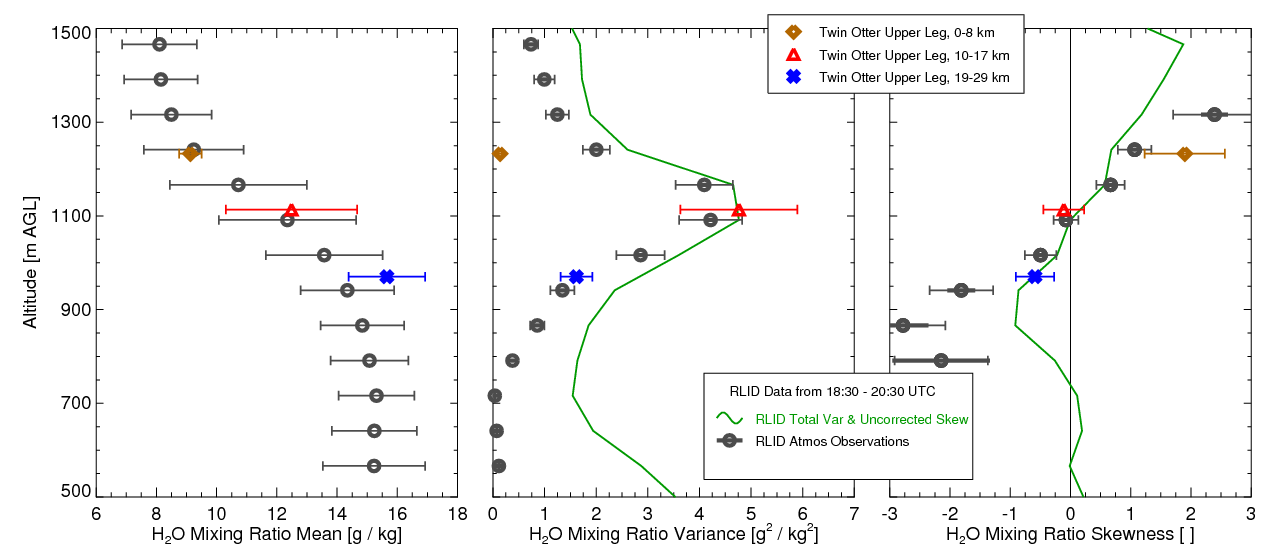 Twin Otter Upper Leg, 0-8 km
Twin Otter Upper Leg, 10-17 km
Twin Otter Upper Leg, 19-29 km
1500
1300
1100
900
700
500
Altitude [m AGL]
RLID Data from 18:30 - 20:30 UTC
RLID Total Var & Uncorrected Skew
RLID Atmos Observations
6 8 10 12 14 16 18
H₂O Mixing Ratio Mean [g / kg]
0 1 2 3 4 5 6 7
H₂O Mixing Ratio Variance [g² / kg²]
-3 -2 -1 0 1 2 3
H₂O Mixing Ratio Skewness [ ]